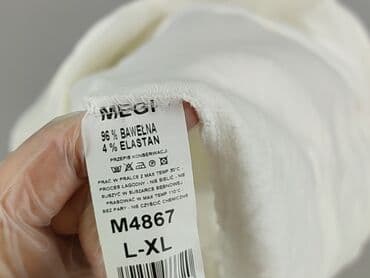 MEGI
96% BAWEŁNA
4% ELASTAN
PRZEPIS KONSERWACJI
PRAĆ W PRALCE Z MAX TEMP 30°C
PROCES ŁAGODNY - NIE BIELIĆ - NIE
SUSZYĆ W SUSZARCE BĘBNOWEJ
PRASOWAĆ W MAX TEMP 110°C
BEZ PARY - NIE CZYŚCIĆ CHEMICZNIE
M4867
L-XL